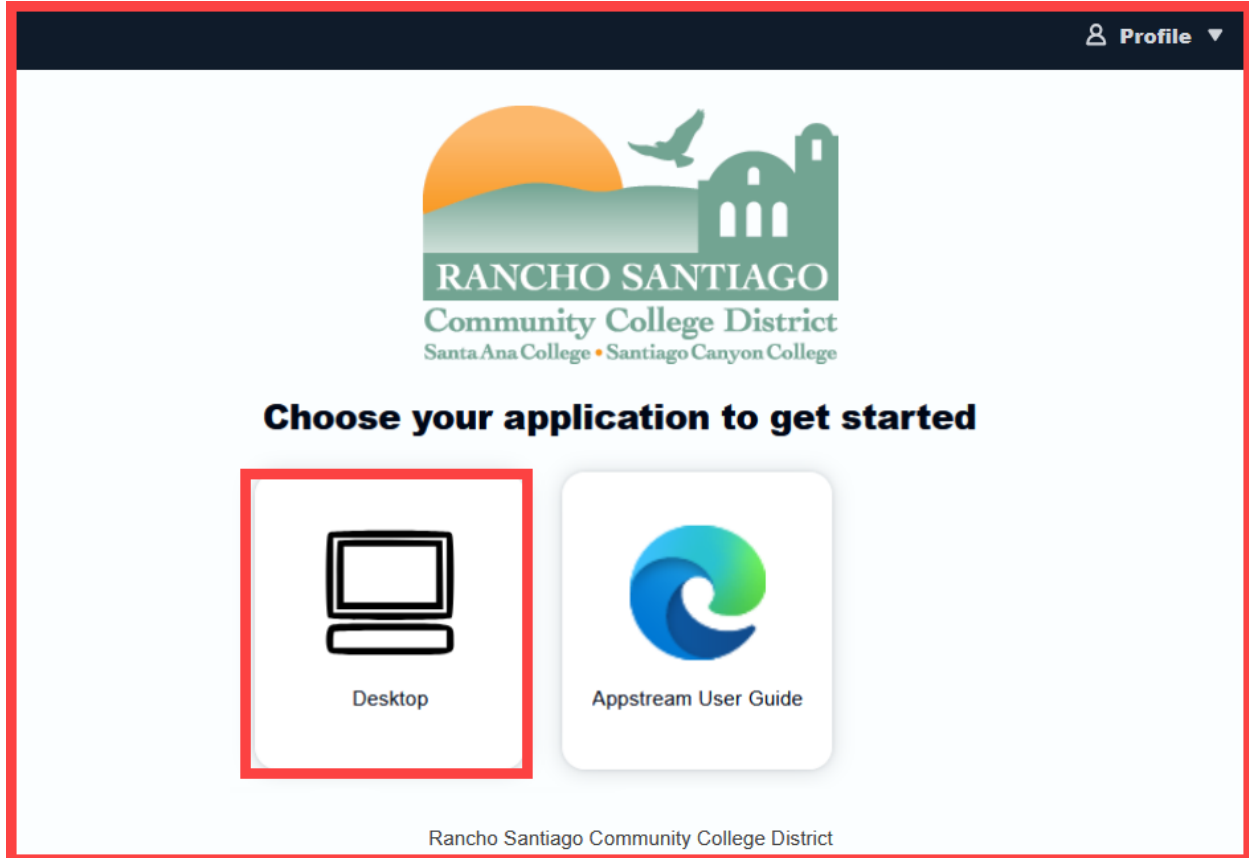 Profile
RANCHO SANTIAGO
Community College District
Santa Ana College • Santiago Canyon College
Choose your application to get started
Desktop
Appstream User Guide
Rancho Santiago Community College District